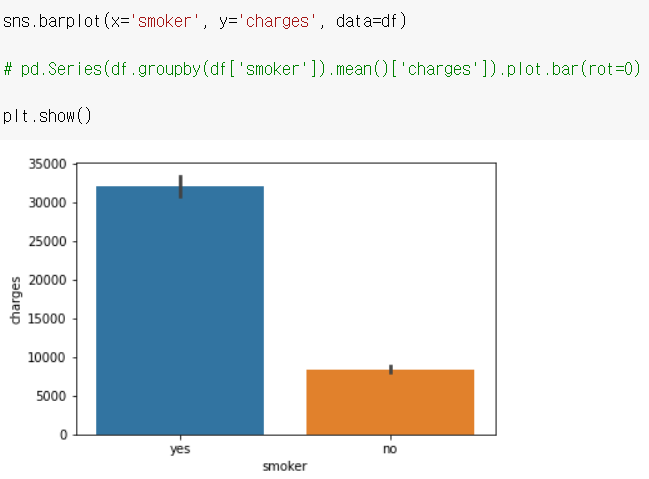 sns.barplot(x='smoker', y='charges', data=df)
# pd.Series(df.groupby(df['smoker']).mean()['charges']).plot.bar(rot=0)
plt.show()
35000
30000
25000
20000
15000
10000
5000
0
charges
yes
no
smoker